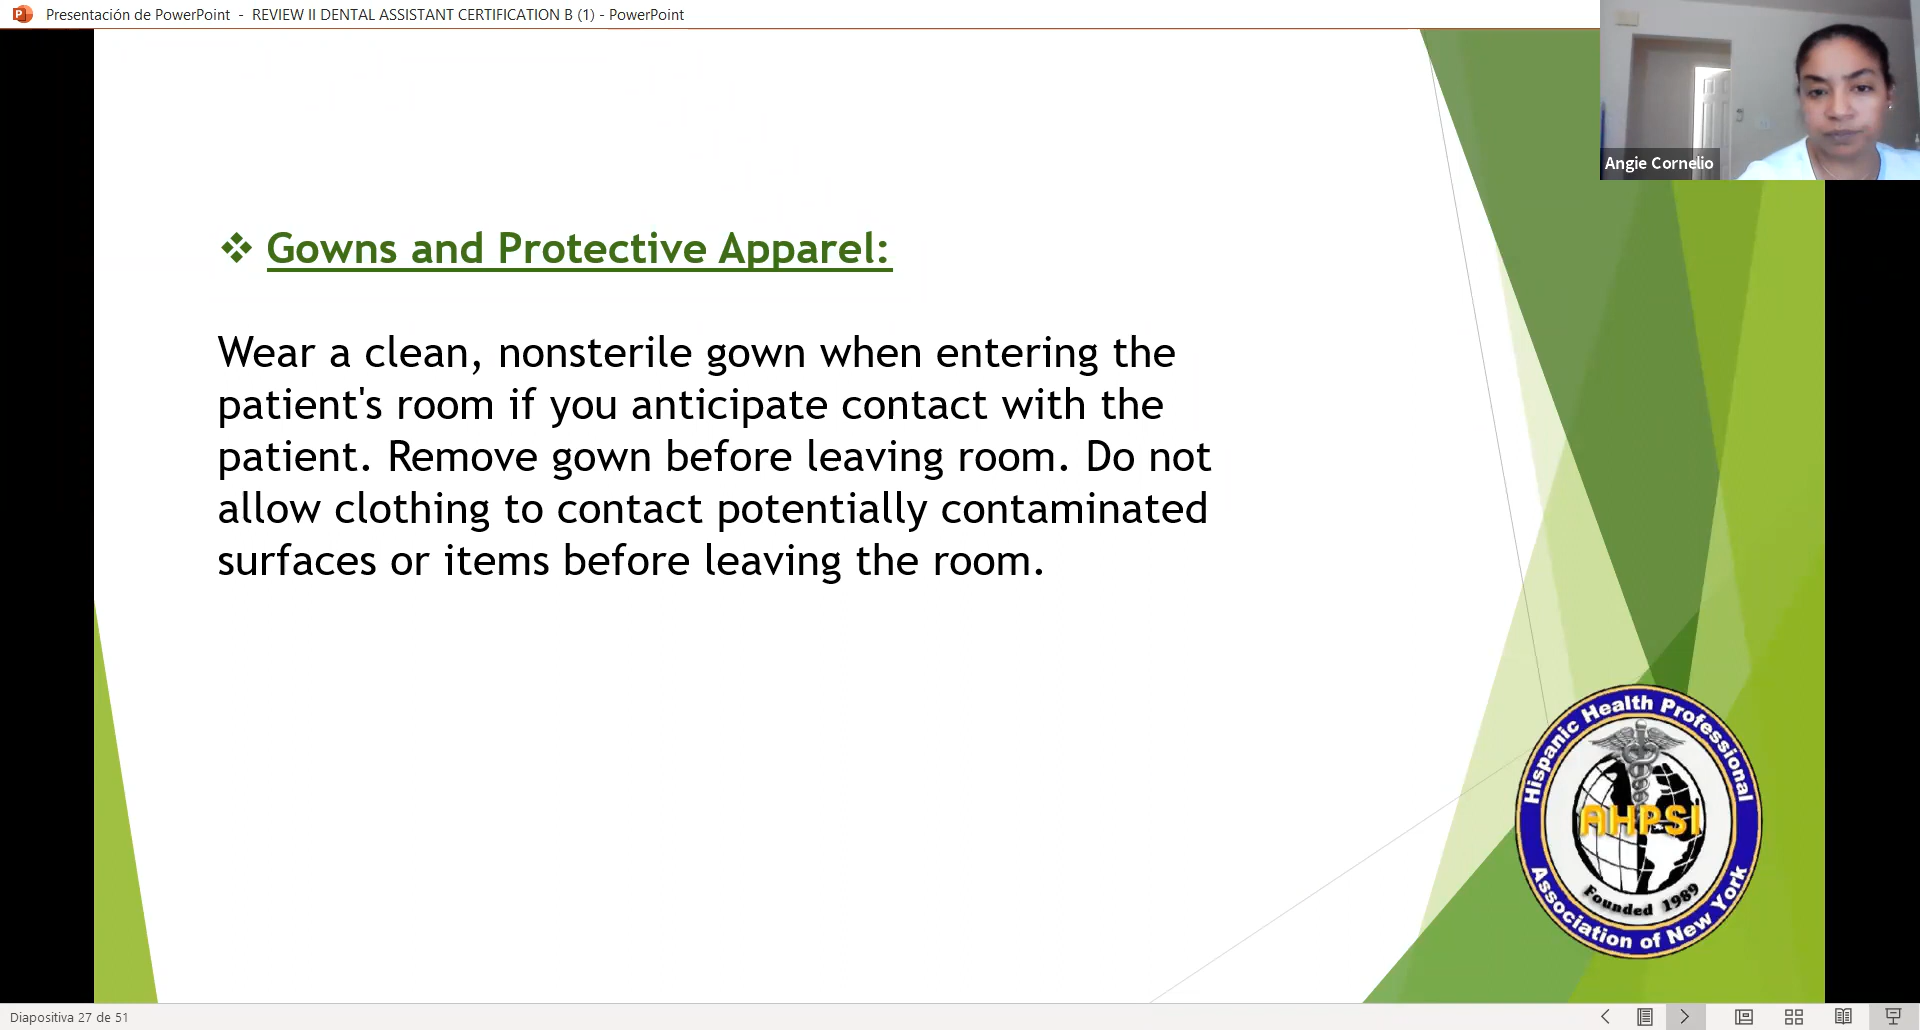 Presentación de PowerPoint - REVIEW II DENTAL ASSISTANT CERTIFICATION B (1) - PowerPoint
Angie Cornelio
Gowns and Protective Apparel:
Wear a clean, nonsterile gown when entering the
patient's room if you anticipate contact with the
patient. Remove gown before leaving room. Do not
allow clothing to contact potentially contaminated
surfaces or items before leaving the room.
Hispanic Health Professional
AHPSI
Founded 1989
Association of New York
Diapositiva 27 de 51